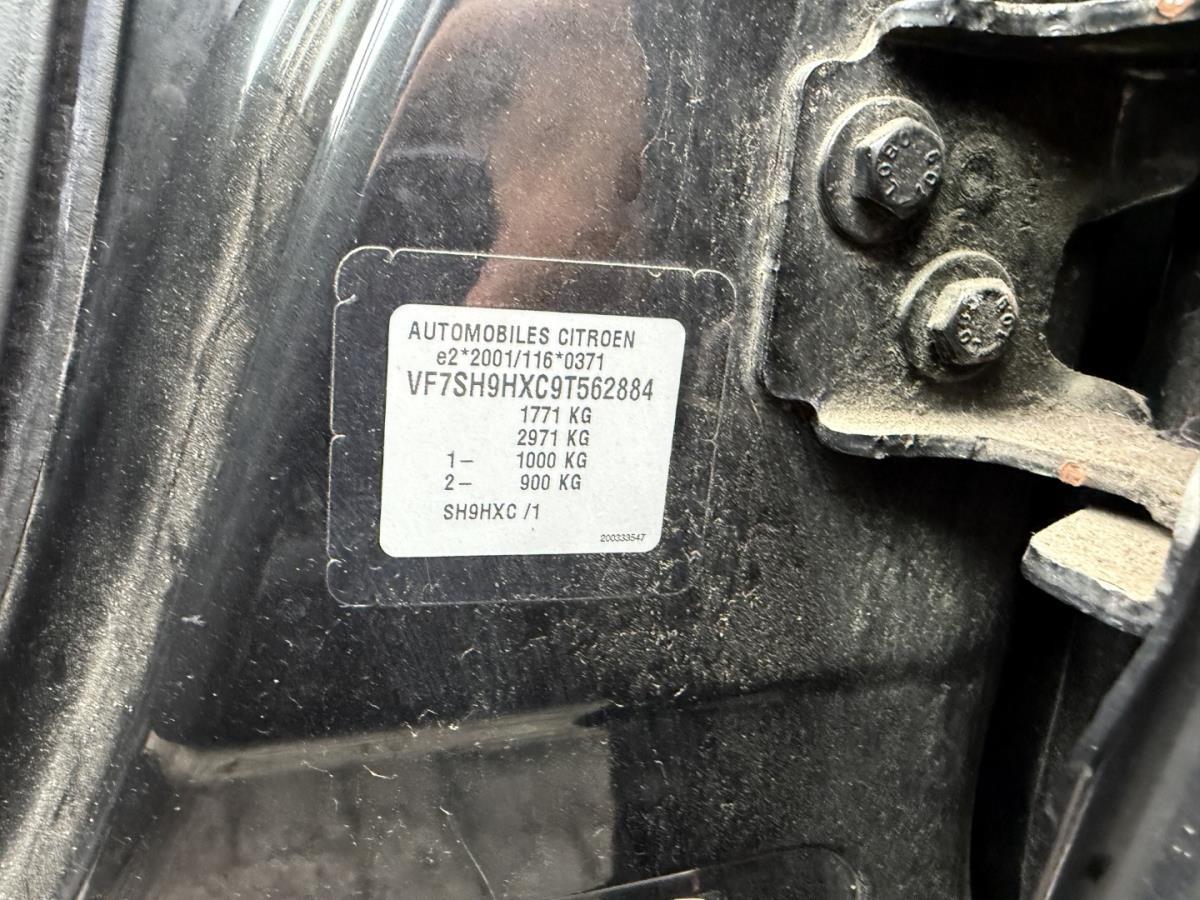 AUTOMOBILES CITROEN
e2*2001/116*0371
VF7SH9HXC9T562884
1771 KG
2971 KG
1– 1000 KG
2– 900 KG
SH9HXC /1
200333547